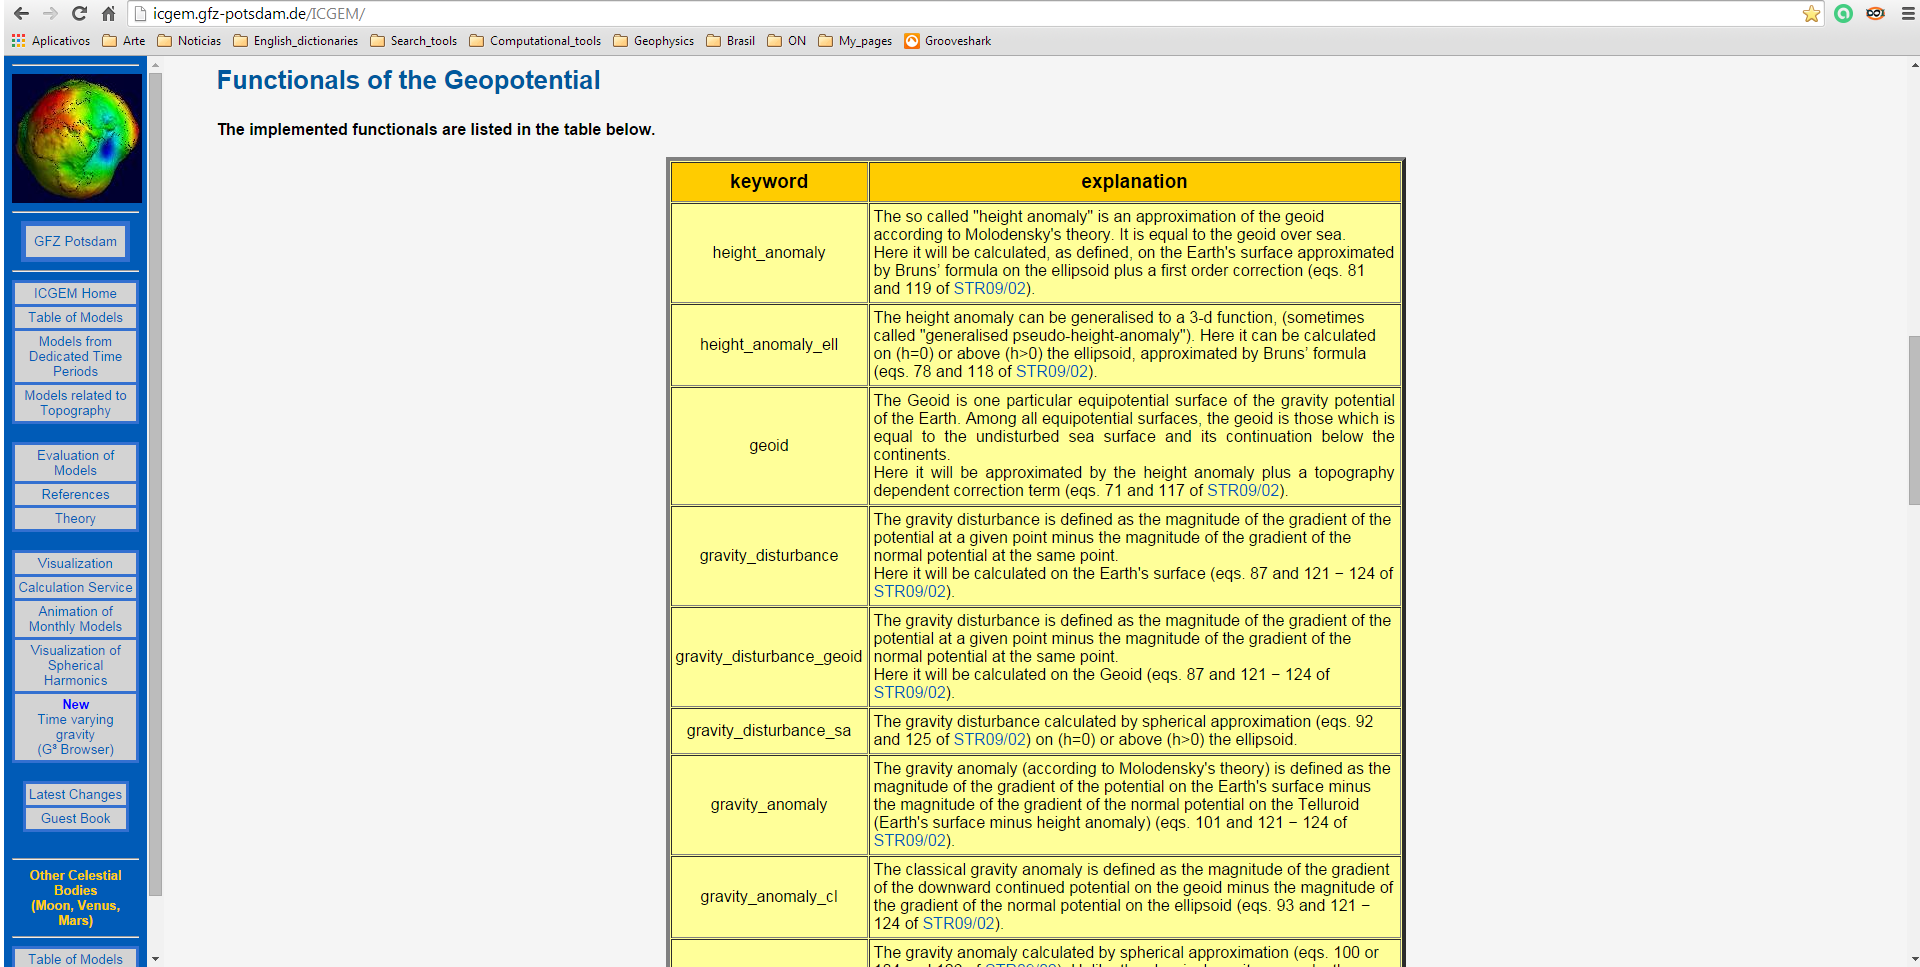 icgem.gfz-potsdam.de/ICGEM/
Aplicativos Arte Noticias English_dictionaries Search_tools Computational_tools Geophysics Brasil ON My_pages Grooveshark
GFZ Potsdam
ICGEM Home
Table of Models
Models from
Dedicated Time
Periods
Models related to
Topography
Evaluation of
Models
References
Theory
Visualization
Calculation Service
Animation of
Monthly Models
Visualization of
Spherical
Harmonics
New
Time varying
gravity
(G³ Browser)
Latest Changes
Guest Book
Other Celestial
Bodies
(Moon, Venus,
Mars)
Table of Models
Functionals of the Geopotential
The implemented functionals are listed in the table below.
keyword explanation
height_anomaly
The so called "height anomaly" is an approximation of the geoid
according to Molodensky's theory. It is equal to the geoid over sea.
Here it will be calculated, as defined, on the Earth's surface approximated
by Bruns’ formula on the ellipsoid plus a first order correction (eqs. 81
and 119 of STR09/02).
height_anomaly_ell
The height anomaly can be generalised to a 3-d function, (sometimes
called "generalised pseudo-height-anomaly"). Here it can be calculated
on (h=0) or above (h>0) the ellipsoid, approximated by Bruns’ formula
(eqs. 78 and 118 of STR09/02).
geoid
The Geoid is one particular equipotential surface of the gravity potential
of the Earth. Among all equipotential surfaces, the geoid is those which is
equal to the undisturbed sea surface and its continuation below the
continents.
Here it will be approximated by the height anomaly plus a topography
dependent correction term (eqs. 71 and 117 of STR09/02).
gravity_disturbance
The gravity disturbance is defined as the magnitude of the gradient of the
potential at a given point minus the magnitude of the gradient of the
normal potential at the same point.
Here it will be calculated on the Earth's surface (eqs. 87 and 121 − 124 of
STR09/02).
gravity_disturbance_geoid
The gravity disturbance is defined as the magnitude of the gradient of the
potential at a given point minus the magnitude of the gradient of the
normal potential at the same point.
Here it will be calculated on the Geoid (eqs. 87 and 121 − 124 of
STR09/02).
gravity_disturbance_sa
The gravity disturbance calculated by spherical approximation (eqs. 92
and 125 of STR09/02) on (h=0) or above (h>0) the ellipsoid.
gravity_anomaly
The gravity anomaly (according to Molodensky's theory) is defined as the
magnitude of the gradient of the potential on the Earth's surface minus
the magnitude of the gradient of the normal potential on the Telluroid
(Earth's surface minus height anomaly) (eqs. 101 and 121 − 124 of
STR09/02).
gravity_anomaly_cl
The classical gravity anomaly is defined as the magnitude of the gradient
of the downward continued potential on the geoid minus the magnitude of
the gradient of the normal potential on the ellipsoid (eqs. 93 and 121 −
124 of STR09/02).
The gravity anomaly calculated by spherical approximation (eqs. 100 or